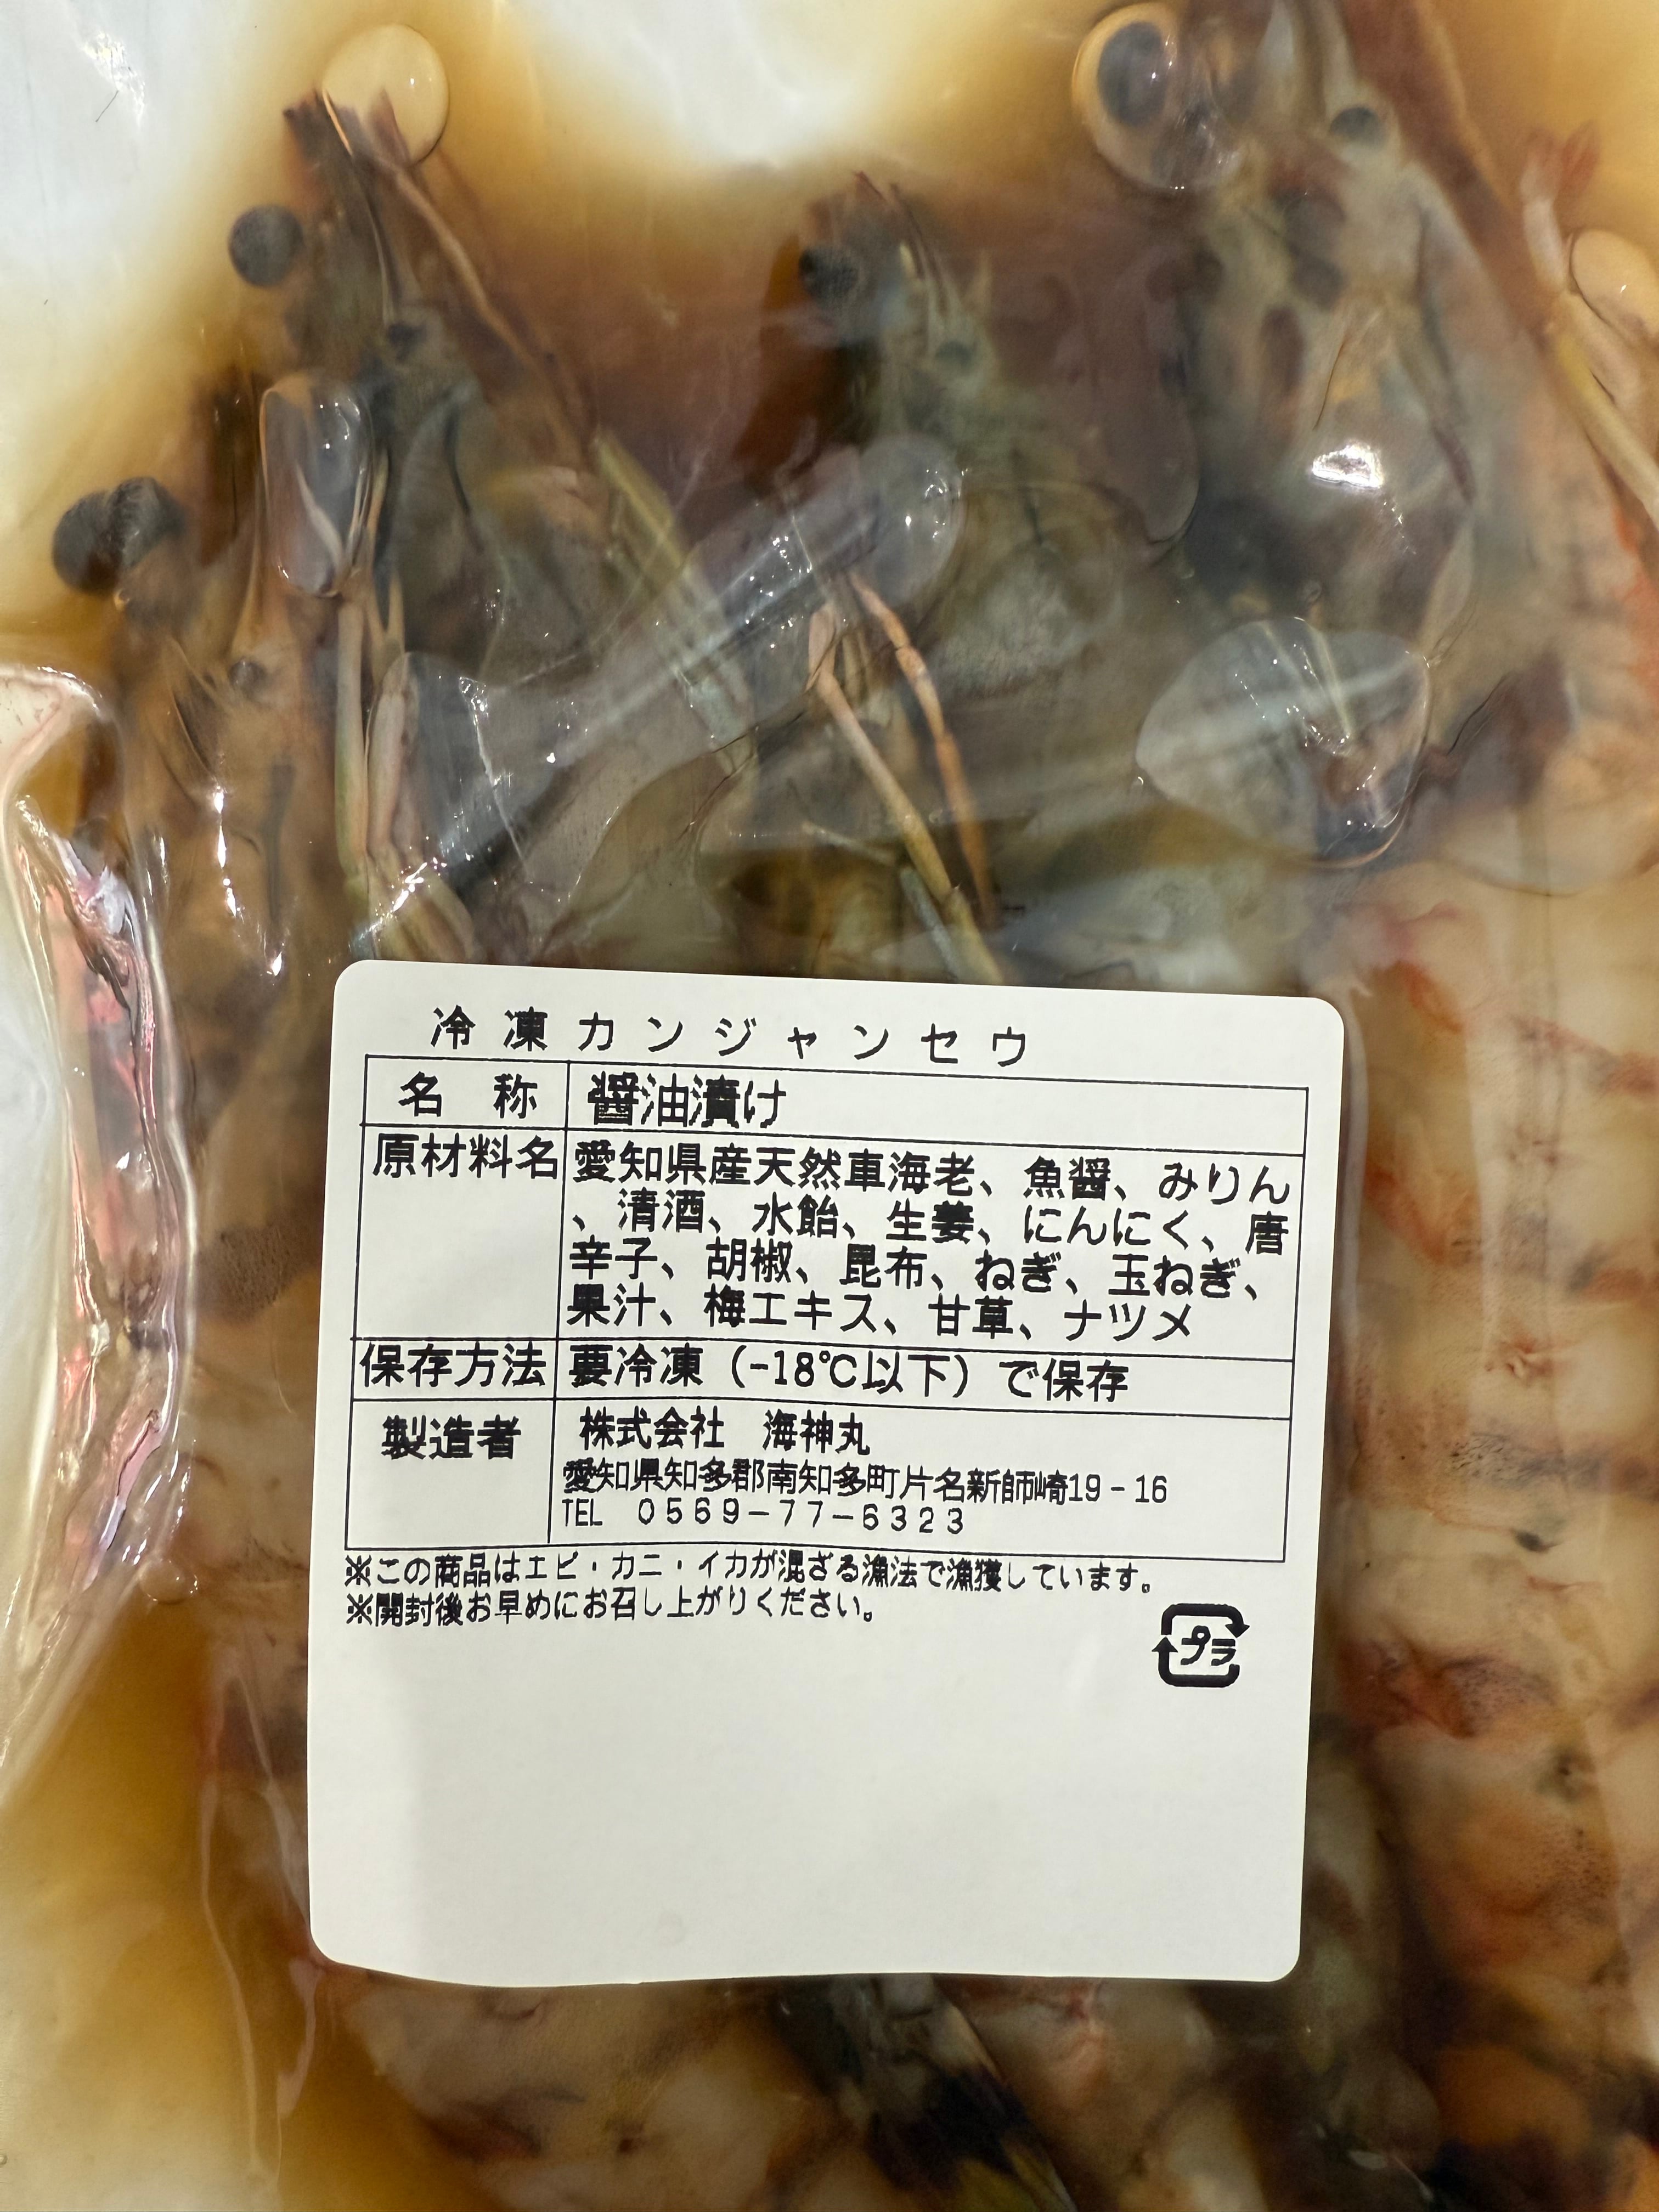 冷凍カンジャンセウ
名 称 醤油漬け
原材料名 愛知県産天然車海老、魚醤、みりん
、清酒、水飴、生姜、にんにく、唐
辛子、胡椒、昆布、ねぎ、玉ねぎ、
果汁、梅エキス、甘草、ナツメ
保存方法 要冷凍（-18℃以下）で保存
製造者 株式会社 海神丸
愛知県知多郡南知多町片名新師崎19-16
TEL 0569-77-6323
※この商品はエビ・カニ・イカが混ざる漁法で漁獲しています。
※開封後お早めにお召し上がりください。
プラ